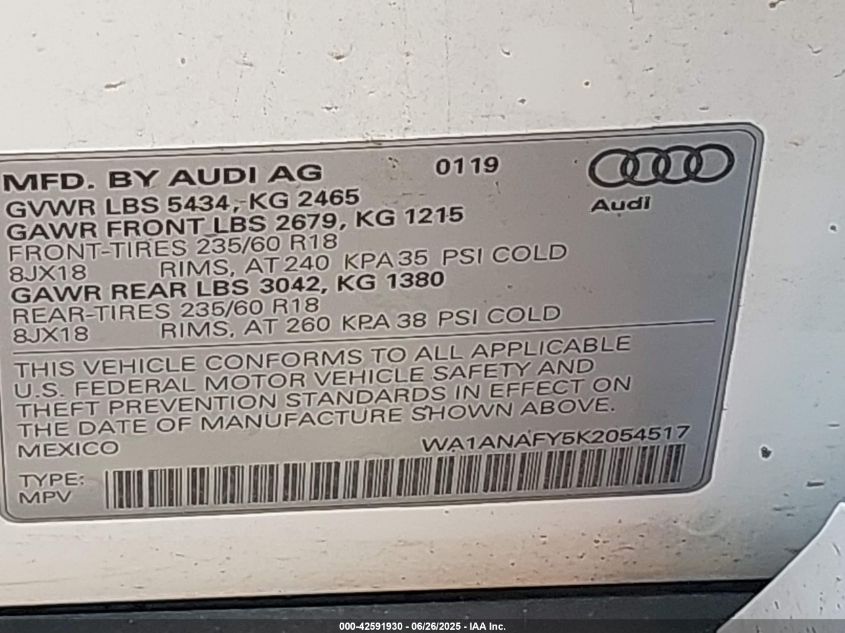 MFD. BY AUDI AG 0119
GVWR LBS 5434, KG 2465
Audi
GAWR FRONT LBS 2679, KG 1215
FRONT-TIRES 235/60 R18
8JX18 RIMS, AT 240 KPA 35 PSI COLD
GAWR REAR LBS 3042, KG 1380
REAR-TIRES 235/60 R18
8JX18 RIMS, AT 260 KPA 38 PSI COLD
THIS VEHICLE CONFORMS TO ALL APPLICABLE
U.S. FEDERAL MOTOR VEHICLE SAFETY AND
THEFT PREVENTION STANDARDS IN EFFECT ON
THE DATE OF MANUFACTURE SHOWN ABOVE.
MEXICO WA1ANAFY5K2054517
TYPE:
MPV
000-42591930 - 06/26/2025 - IAA Inc.